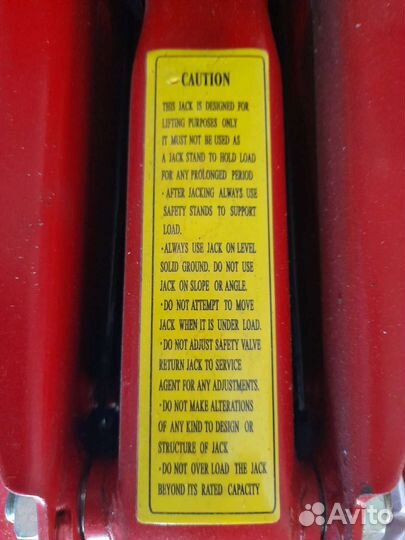 CAUTION
THIS JACK IS DESIGNED FOR
LIFTING PURPOSES ONLY
IT MUST NOT BE USED AS
A JACK STAND TO HOLD LOAD
FOR ANY PROLONGED PERIOD
·AFTER JACKING ALWAYS USE
SAFETY STANDS TO SUPPORT
LOAD.
·ALWAYS USE JACK ON LEVEL
SOLID GROUND. DO NOT USE
JACK ON SLOPE OR ANGLE.
·DO NOT ATTEMPT TO MOVE
JACK WHEN IT IS UNDER LOAD.
·DO NOT ADJUST SAFETY VALVE
RETURN JACK TO SERVICE
AGENT FOR ANY ADJUSTMENTS.
·DO NOT MAKE ALTERATIONS
OF ANY KIND TO DESIGN OR
STRUCTURE OF JACK
·DO NOT OVER LOAD THE JACK
BEYOND ITS RATED CAPACITY
Avito